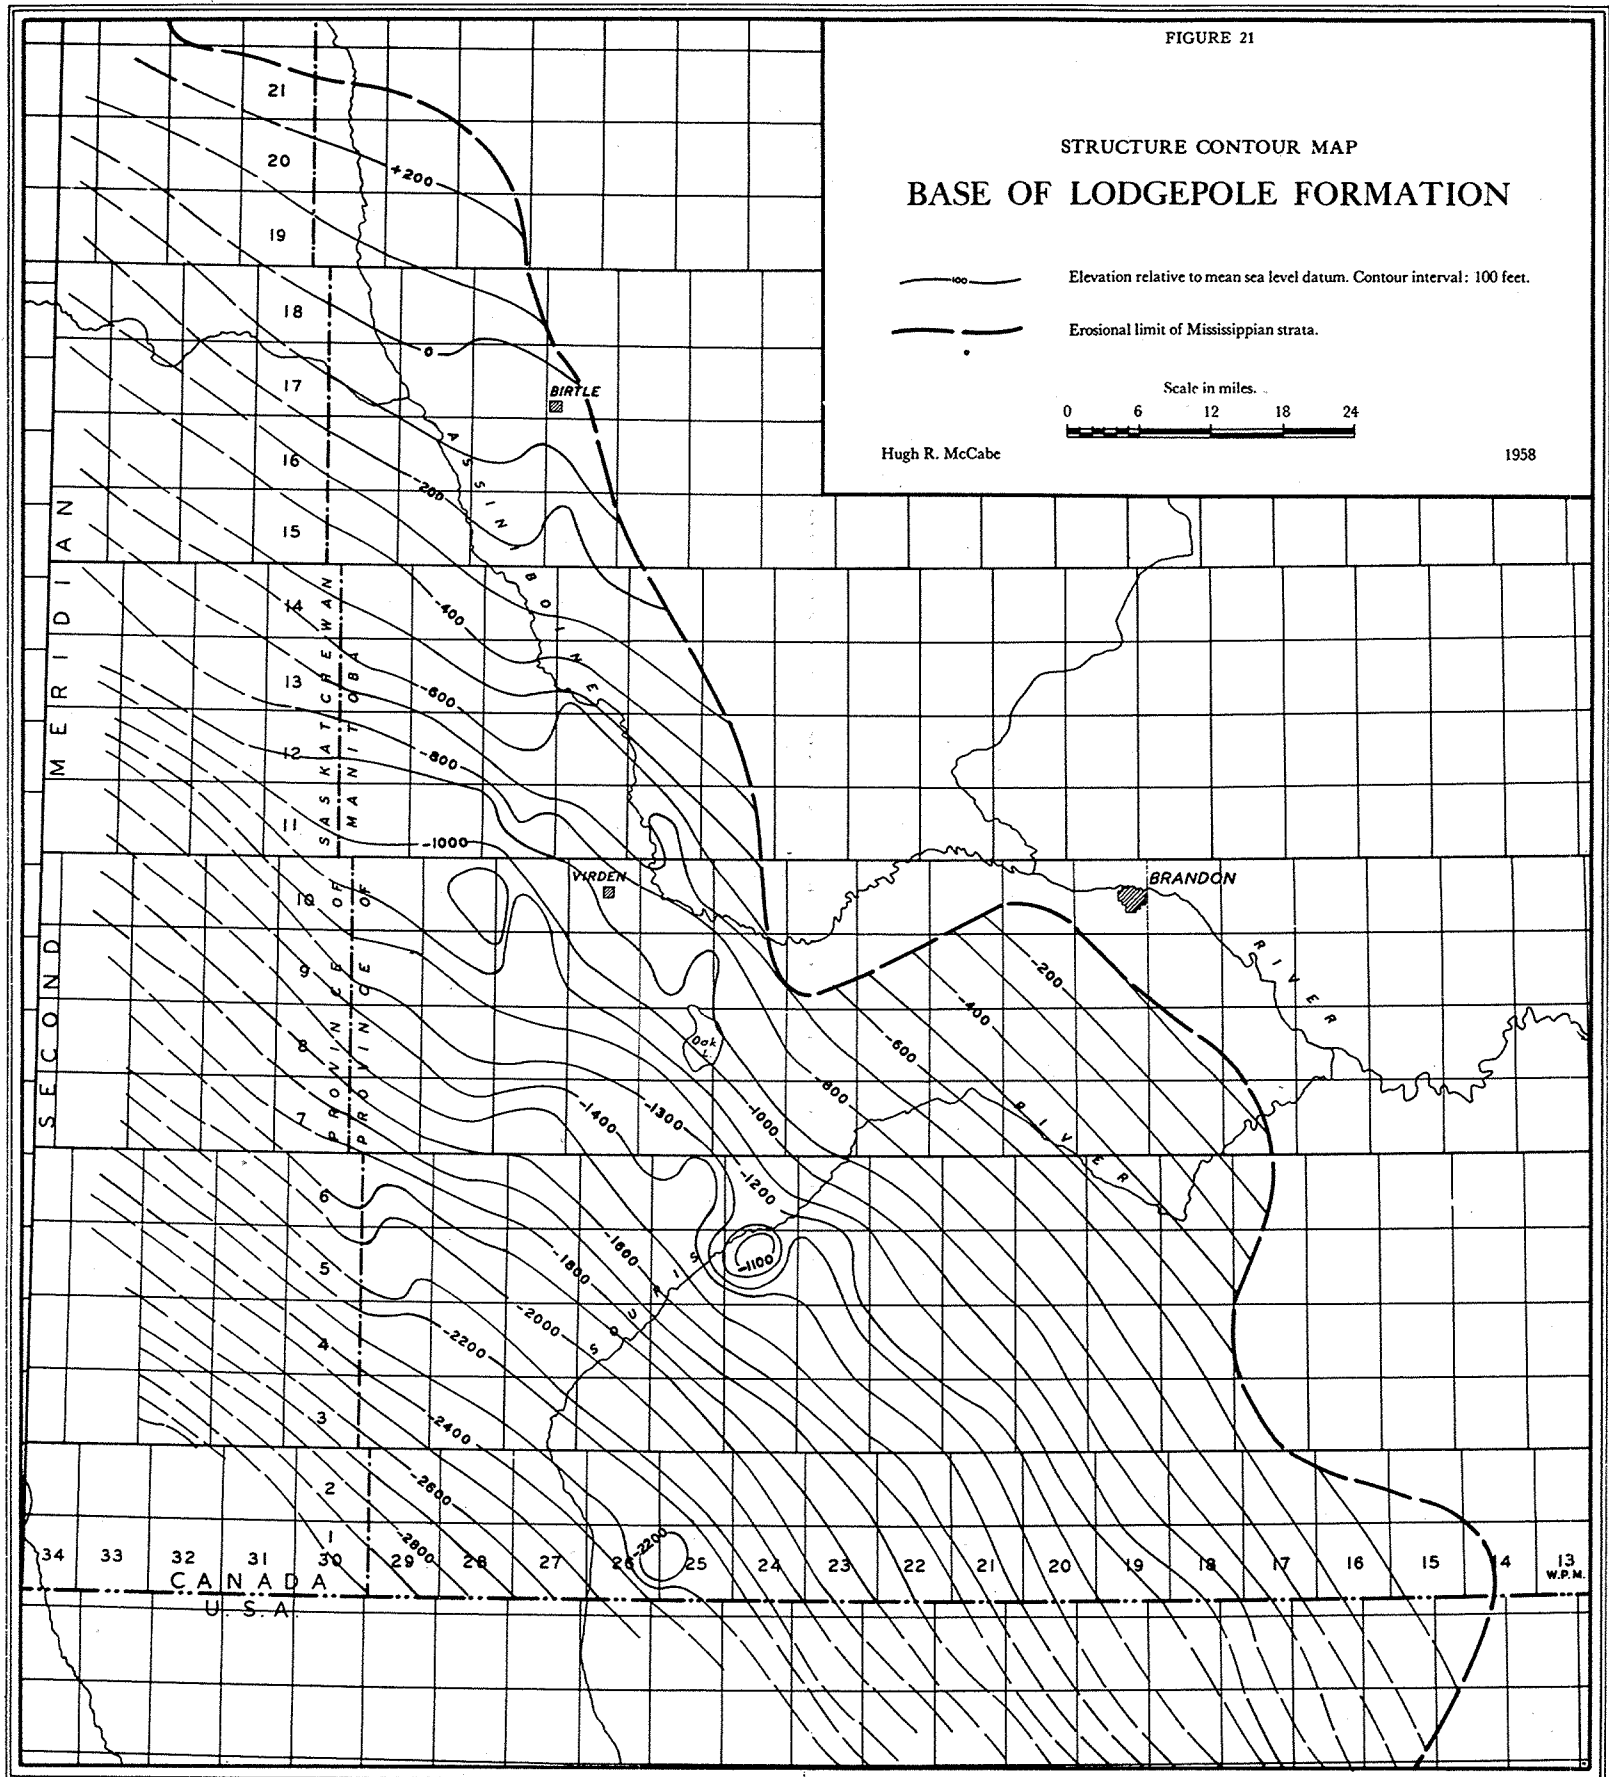 FIGURE 21
STRUCTURE CONTOUR MAP
BASE OF LODGEPOLE FORMATION
100
Elevation relative to mean sea level datum. Contour interval: 100 feet.
Erosional limit of Mississippian strata.
Scale in miles.
0 6 12 18 24
Hugh R. McCabe
1958
21
20
+200
19
18
0
17
BIRTLE
16
-200
15
14
-400
13
-600
12
-800
11
-1000
VIRDEN
BRANDON
10
9
-200
-400
8
Oak L.
-600
-800
7
-1400
-1300
-1000
6
-1200
5
-1800
-1600
-1100
-2000
4
-2200
3
-2400
2
-2600
-2200
1
-2800
ASSINIBOINE
RIVER
SOURIS
RIVER
SECOND MERIDIAN
PROVINCE OF SASKATCHEWAN
PROVINCE OF MANITOBA
34 33 32 31 30 29 28 27 26 25 24 23 22 21 20 19 18 17 16 15 14 13
W.P.M.
CANADA
U.S.A.